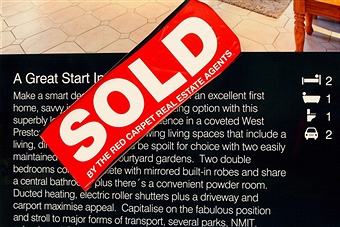 SOLD
BY THE RED CARPET REAL ESTATE AGENTS
A Great Start In
Make a smart de an excellent first
home, savvy i ing option with this
superbly l ence in a coveted West
Presto ving living spaces that include a
living, di be spoilt for choice with two easily
maintained ourtyard gardens. Two double
bedrooms co ete with mirrored built-in robes and share
a central bathroo plus there´s a convenient powder room.
Ducted heating, electric roller shutters plus a driveway and
carport maximise appeal. Capitalise on the fabulous position
and stroll to major forms of transport, several parks, NMIT,
2
1
1
2